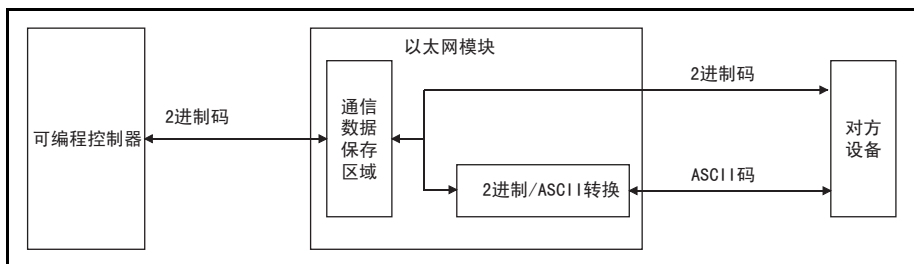 以太网模块
可编程控制器
2进制码
通信
数据
保存
区域
2进制码
2进制/ASCII转换
ASCII码
对方
设备